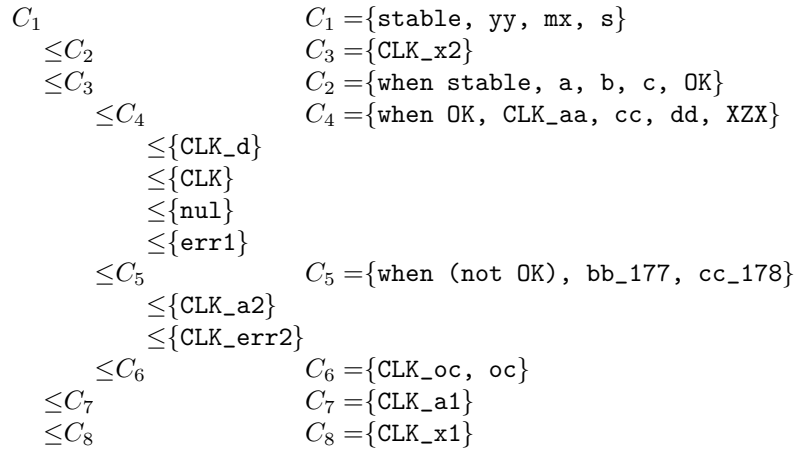 C1 C1 ={stable, yy, mx, s}
≤C2 C3 ={CLK_x2}
≤C3 C2 ={when stable, a, b, c, OK}
≤C4 C4 ={when OK, CLK_aa, cc, dd, XZX}
≤{CLK_d}
≤{CLK}
≤{nul}
≤{err1}
≤C5 C5 ={when (not OK), bb_177, cc_178}
≤{CLK_a2}
≤{CLK_err2}
≤C6 C6 ={CLK_oc, oc}
≤C7 C7 ={CLK_a1}
≤C8 C8 ={CLK_x1}